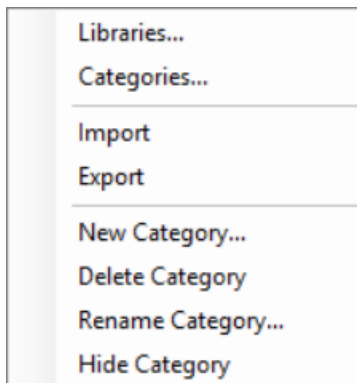 Libraries...
Categories...
Import
Export
New Category...
Delete Category
Rename Category...
Hide Category